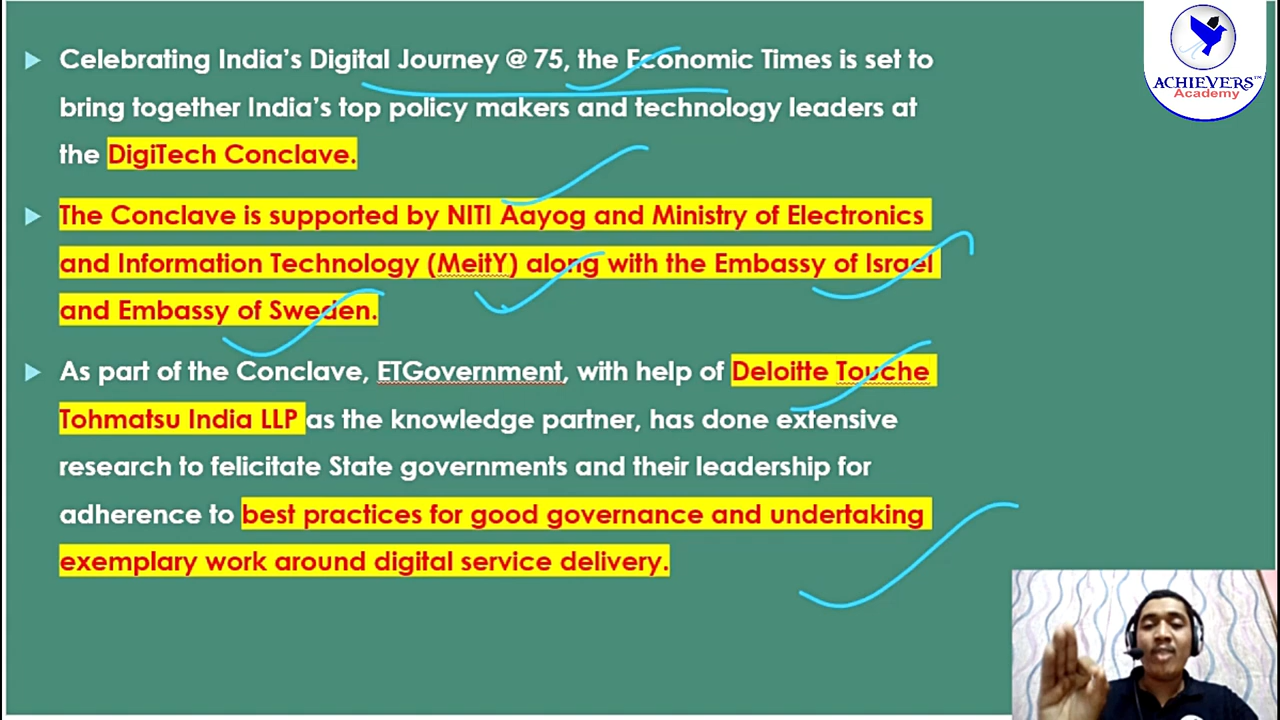 Celebrating India's Digital Journey @ 75, the Economic Times is set to
bring together India's top policy makers and technology leaders at
the DigiTech Conclave.
The Conclave is supported by NITI Aayog and Ministry of Electronics
and Information Technology (MeitY) along with the Embassy of Israel
and Embassy of Sweden.
As part of the Conclave, ETGovernment, with help of Deloitte Touche
Tohmatsu India LLP as the knowledge partner, has done extensive
research to felicitate State governments and their leadership for
adherence to best practices for good governance and undertaking
exemplary work around digital service delivery.
ACHIEVERS™
Academy